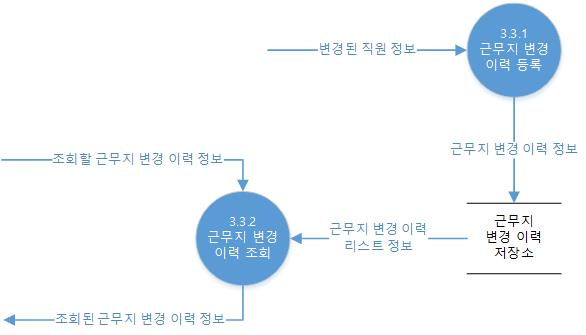 3.3.1
근무지 변경
이력 등록
변경된 직원 정보
근무지 변경 이력 정보
조회할 근무지 변경 이력 정보
3.3.2
근무지 변경
이력 조회
근무지 변경 이력
리스트 정보
근무지
변경 이력
저장소
조회된 근무지 변경 이력 정보